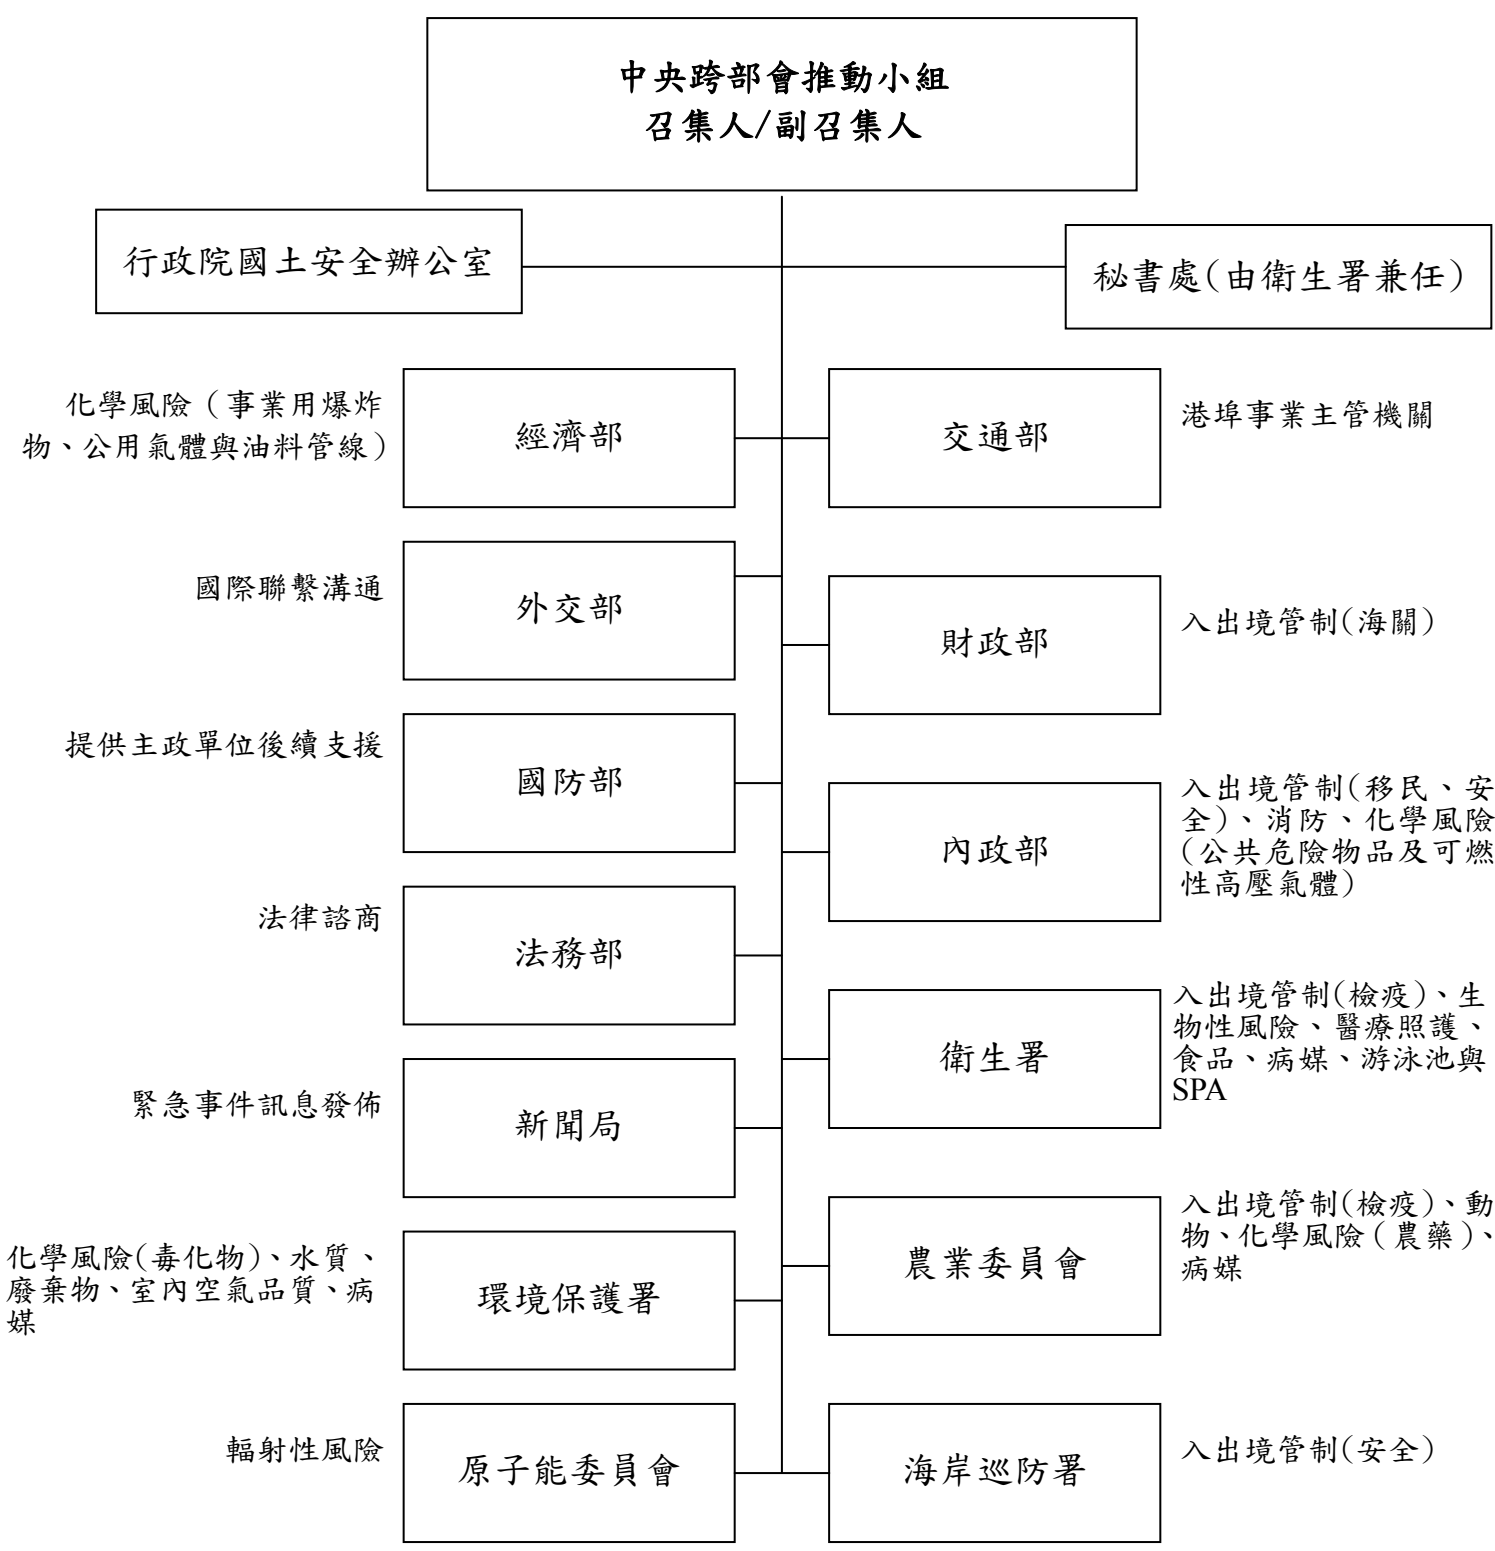 中央跨部會推動小組
召集人/副召集人
行政院國土安全辦公室
秘書處(由衛生署兼任)
化學風險（事業用爆炸
物、公用氣體與油料管線）
經濟部
交通部
港埠事業主管機關
國際聯繫溝通
外交部
財政部
入出境管制(海關)
提供主政單位後續支援
國防部
內政部
入出境管制(移民、安
全)、消防、化學風險
(公共危險物品及可燃
性高壓氣體)
法律諮商
法務部
衛生署
入出境管制(檢疫)、生
物性風險、醫療照護、
食品、病媒、游泳池與
SPA
緊急事件訊息發佈
新聞局
農業委員會
入出境管制(檢疫)、動
物、化學風險（農藥）、
病媒
化學風險(毒化物)、水質、
廢棄物、室內空氣品質、病
媒
環境保護署
輻射性風險
原子能委員會
海岸巡防署
入出境管制(安全)